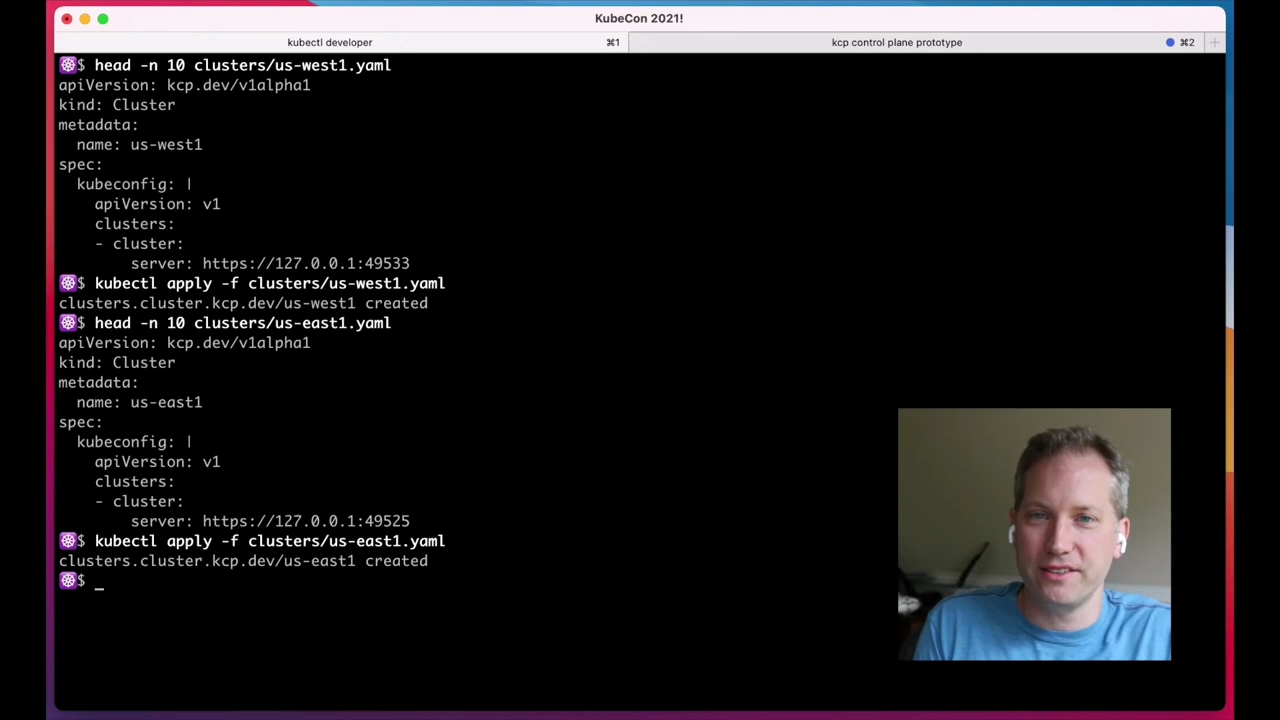 KubeCon 2021!
kubectl developer ⌘1 kcp control plane prototype ⌘2
$ head -n 10 clusters/us-west1.yaml
apiVersion: kcp.dev/v1alpha1
kind: Cluster
metadata:
  name: us-west1
spec:
  kubeconfig: |
    apiVersion: v1
    clusters:
    - cluster:
        server: https://127.0.0.1:49533
$ kubectl apply -f clusters/us-west1.yaml
clusters.cluster.kcp.dev/us-west1 created
$ head -n 10 clusters/us-east1.yaml
apiVersion: kcp.dev/v1alpha1
kind: Cluster
metadata:
  name: us-east1
spec:
  kubeconfig: |
    apiVersion: v1
    clusters:
    - cluster:
        server: https://127.0.0.1:49525
$ kubectl apply -f clusters/us-east1.yaml
clusters.cluster.kcp.dev/us-east1 created
$ _